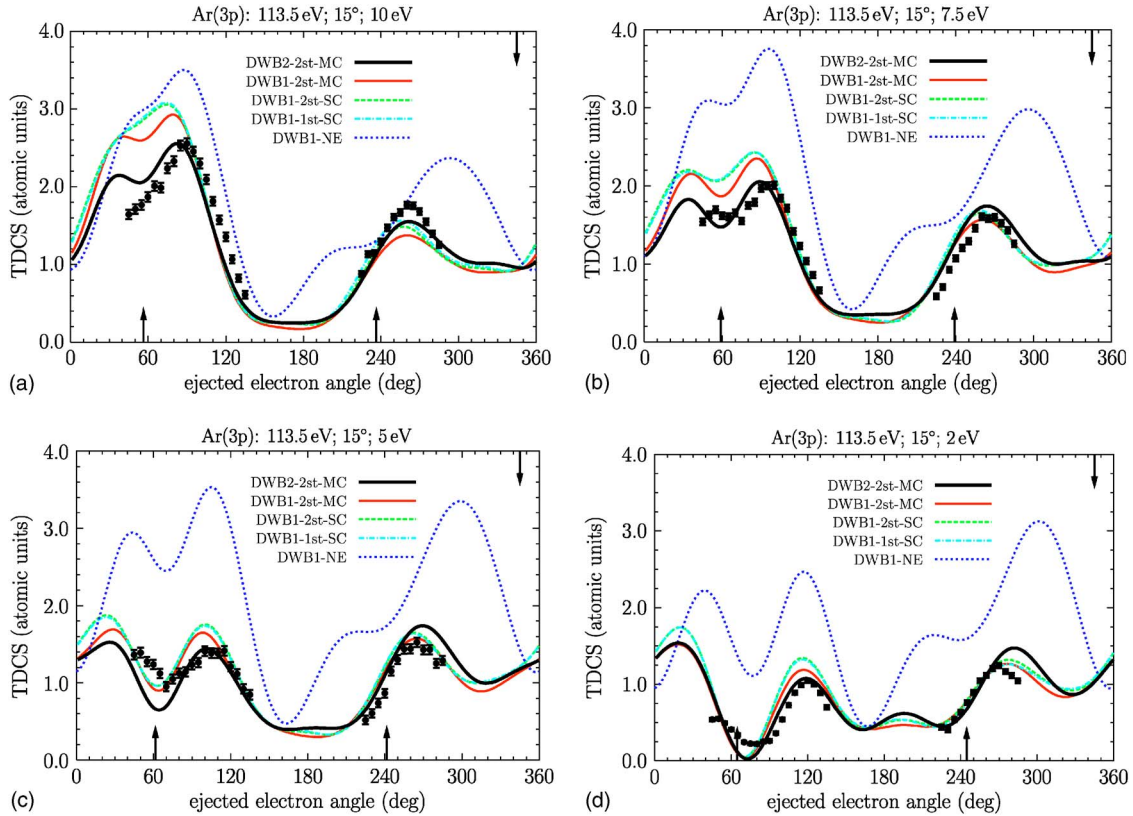 Ar(3p): 113.5 eV; 15°; 10 eV
4.0
3.0
2.0
1.0
0.0
TDCS (atomic units)
DWB2-2st-MC
DWB1-2st-MC
DWB1-2st-SC
DWB1-1st-SC
DWB1-NE
0 60 120 180 240 300 360
(a) ejected electron angle (deg)
Ar(3p): 113.5 eV; 15°; 7.5 eV
4.0
3.0
2.0
1.0
0.0
TDCS (atomic units)
DWB2-2st-MC
DWB1-2st-MC
DWB1-2st-SC
DWB1-1st-SC
DWB1-NE
0 60 120 180 240 300 360
(b) ejected electron angle (deg)
Ar(3p): 113.5 eV; 15°; 5 eV
4.0
3.0
2.0
1.0
0.0
TDCS (atomic units)
DWB2-2st-MC
DWB1-2st-MC
DWB1-2st-SC
DWB1-1st-SC
DWB1-NE
0 60 120 180 240 300 360
(c) ejected electron angle (deg)
Ar(3p): 113.5 eV; 15°; 2 eV
4.0
3.0
2.0
1.0
0.0
TDCS (atomic units)
DWB2-2st-MC
DWB1-2st-MC
DWB1-2st-SC
DWB1-1st-SC
DWB1-NE
0 60 120 180 240 300 360
(d) ejected electron angle (deg)